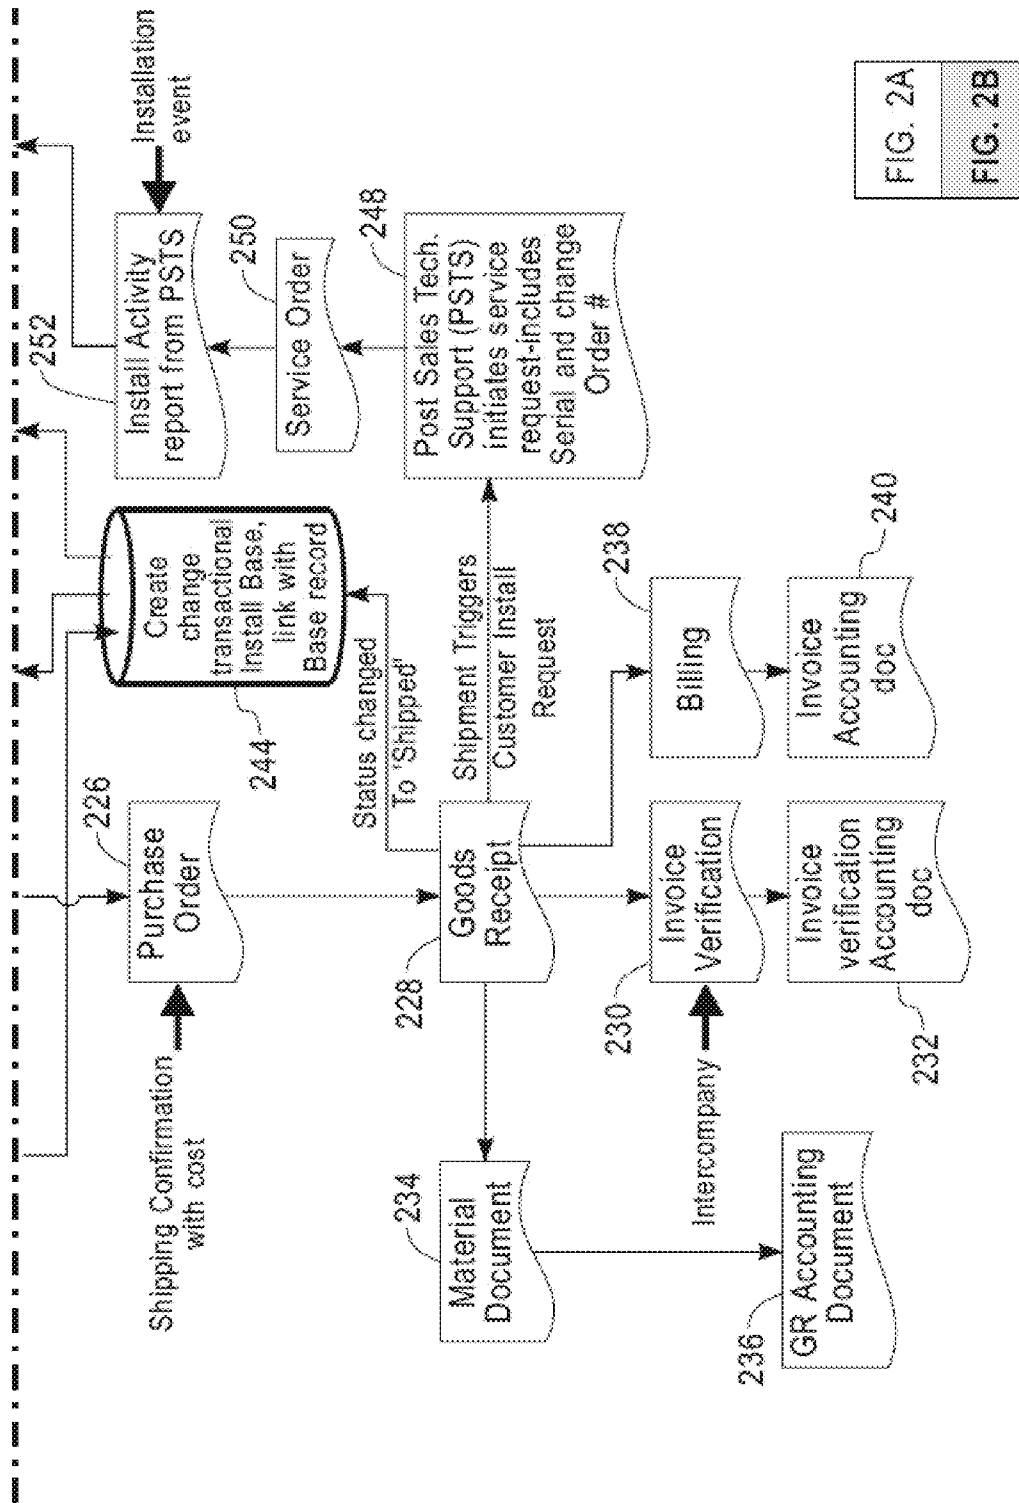 Shipping Confirmation
with cost
226
Purchase
Order
244
Create
change
transactional
Install Base,
link with
Base record
252
Install Activity
report from PSTS
Installation
event
250
Service Order
Status changed
To 'Shipped"
234
Material
Document
228
Goods
Receipt
Shipment Triggers
Customer Install
Request
248
Post Sales Tech.
Support (PSTS)
initiates service
request-includes
Serial and change
Order #
Intercompany
230
Invoice
Verification
238
Billing
236
GR Accounting
Document
232
Invoice
verification
Accounting
doc
240
Invoice
Accounting
doc
FIG. 2A
FIG. 2B